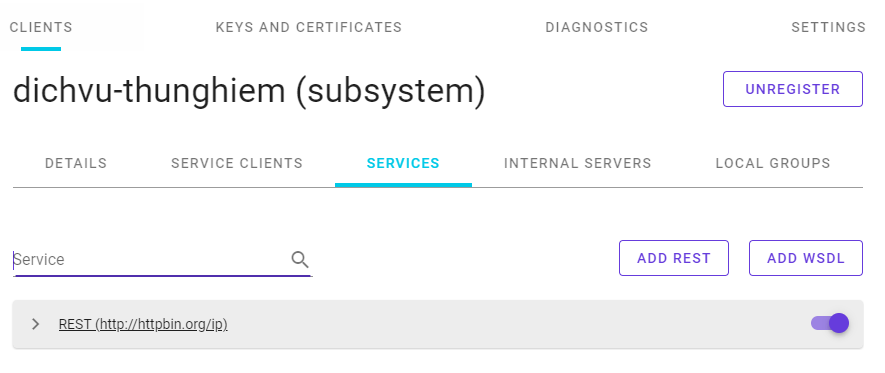 CLIENTS KEYS AND CERTIFICATES DIAGNOSTICS SETTINGS
dichvu-thunghiem (subsystem) UNREGISTER
DETAILS SERVICE CLIENTS SERVICES INTERNAL SERVERS LOCAL GROUPS
Service ADD REST ADD WSDL
REST (http://httpbin.org/ip)